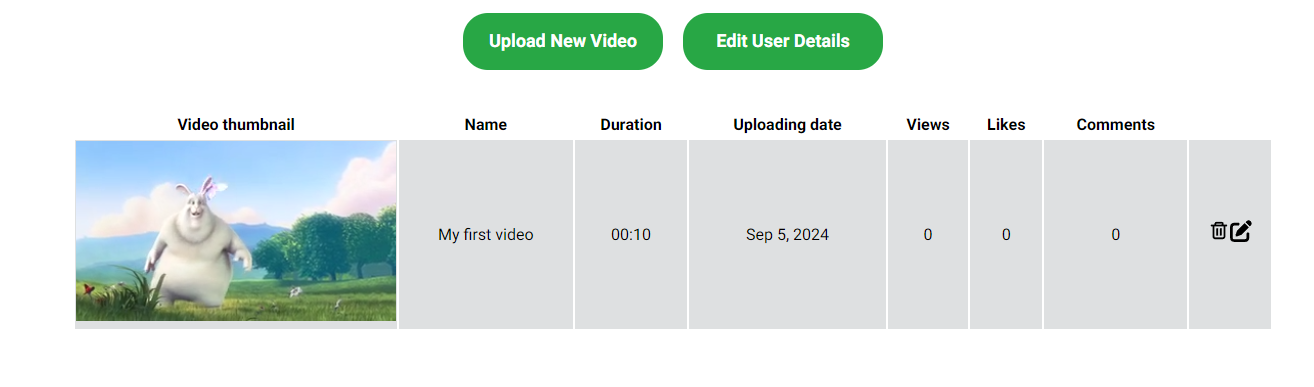 Upload New Video Edit User Details
Video thumbnail Name Duration Uploading date Views Likes Comments
My first video 00:10 Sep 5, 2024 0 0 0